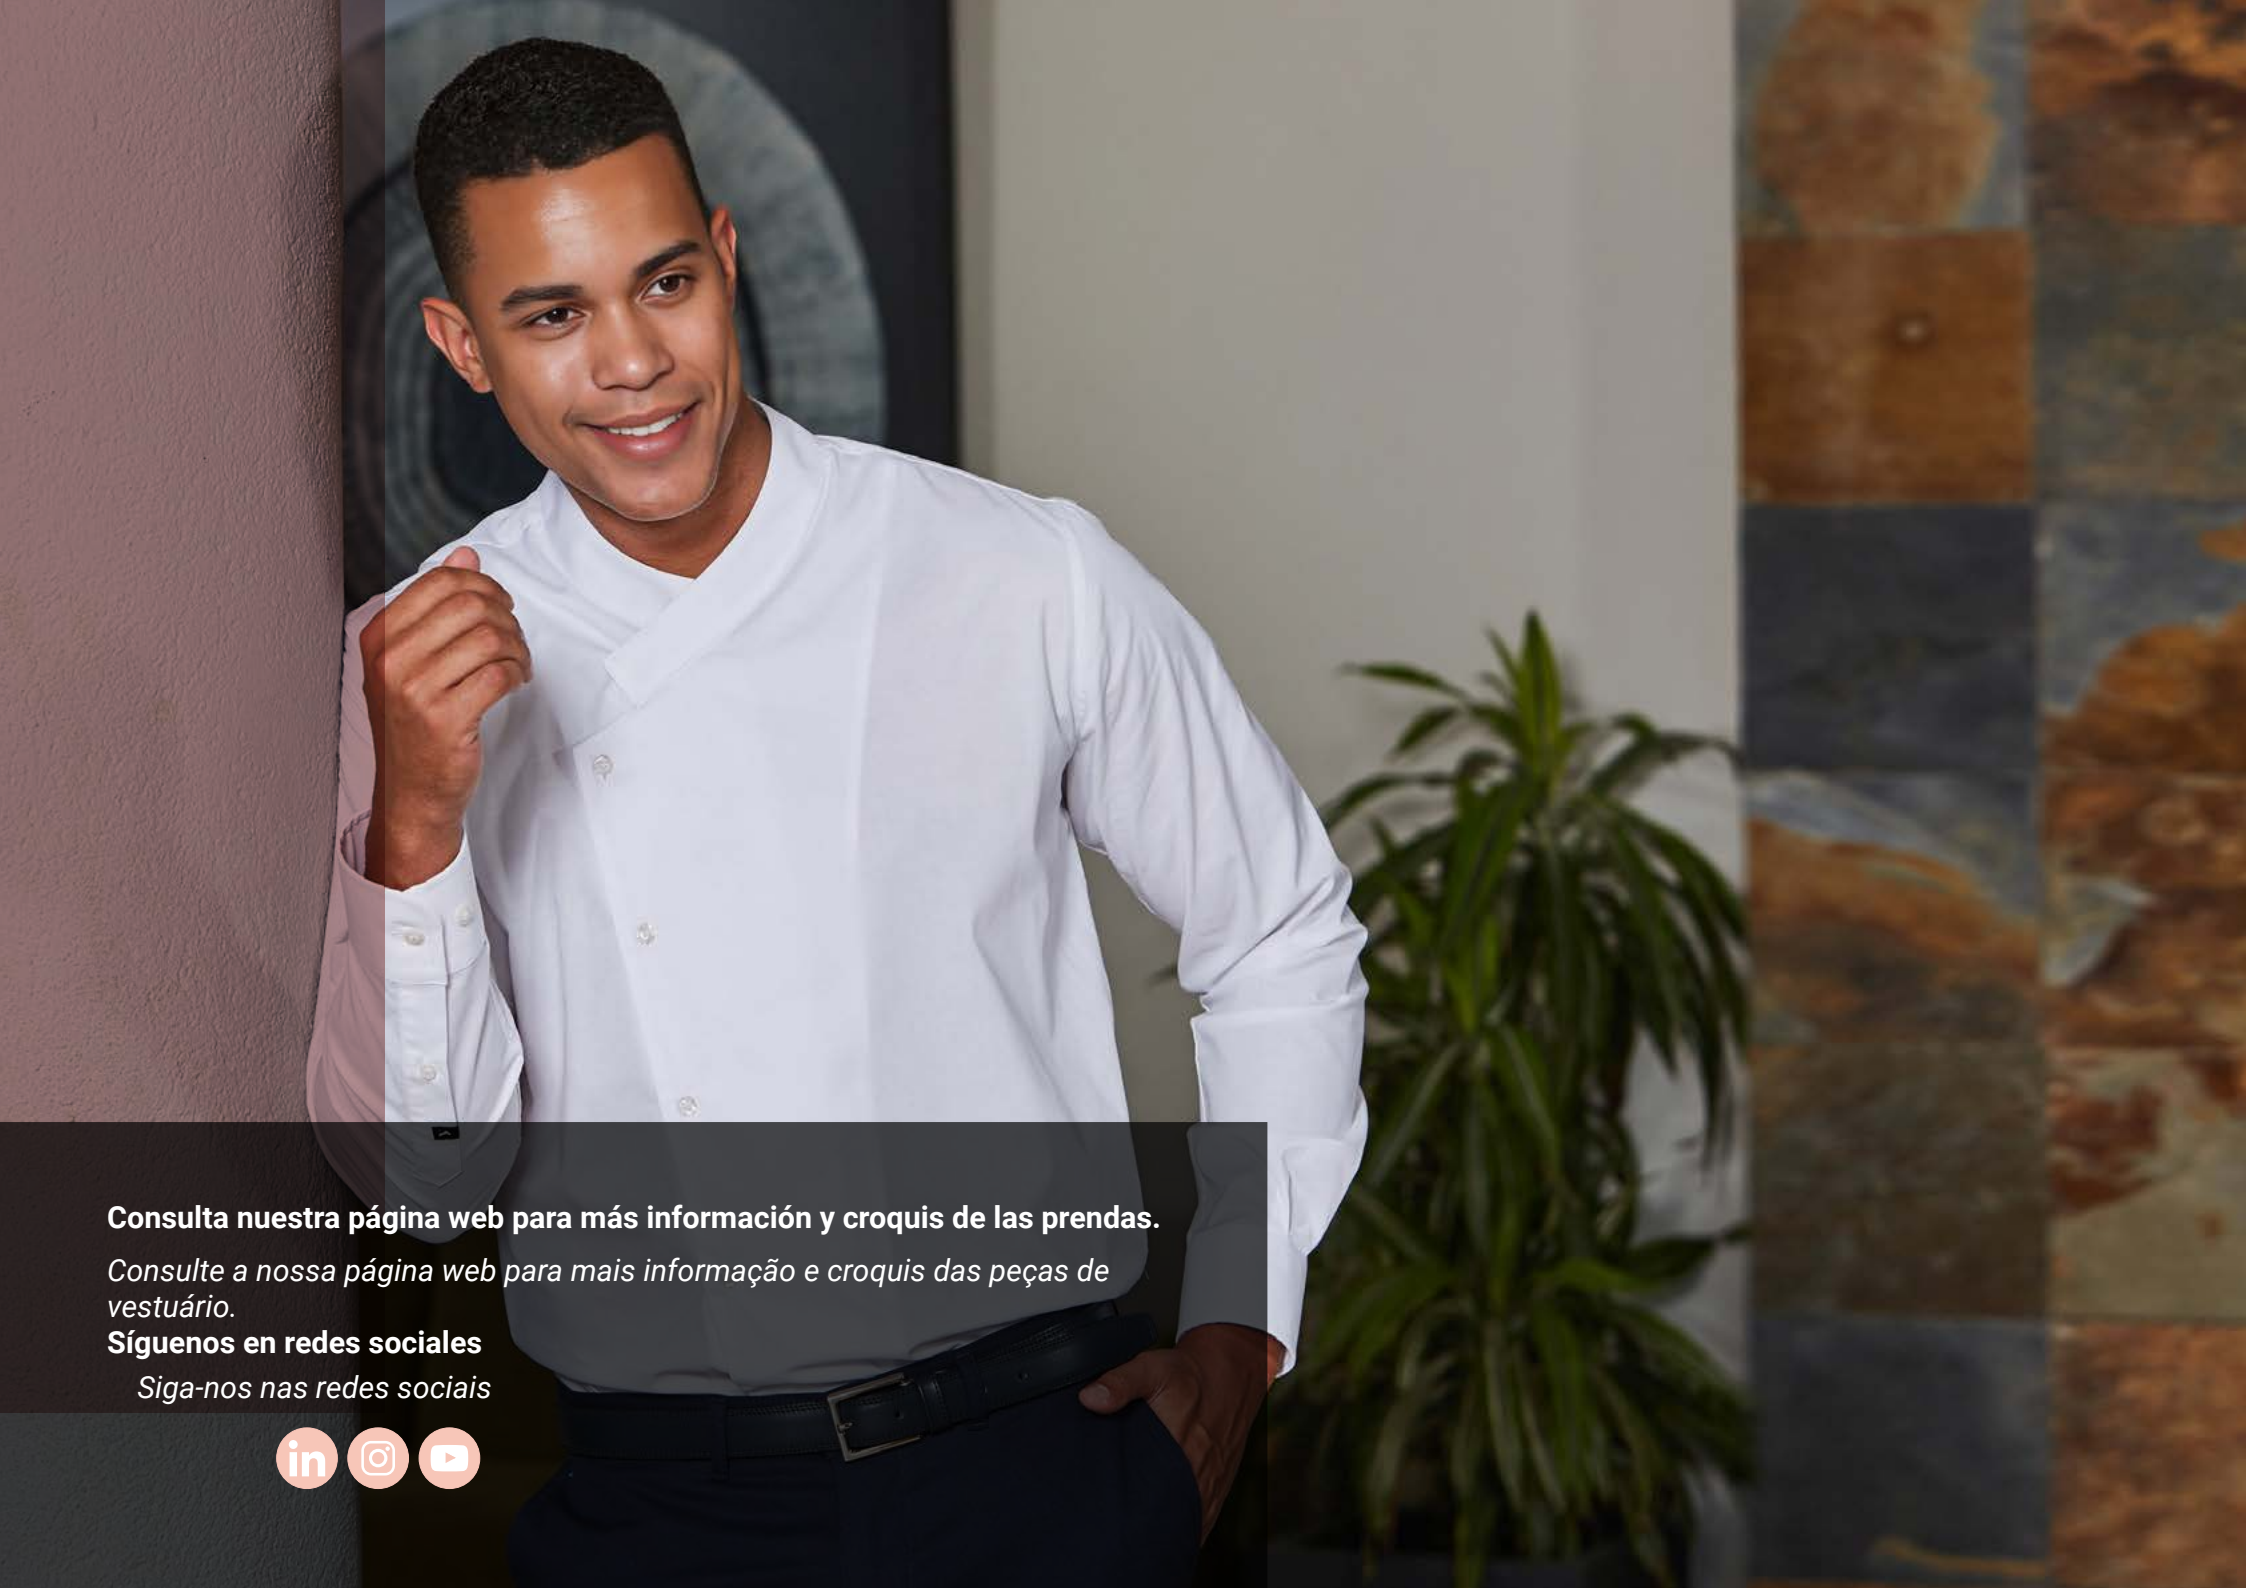 Consulta nuestra página web para más información y croquis de las prendas.
Consulte a nossa página web para mais informação e croquis das peças de
vestuário.
Síguenos en redes sociales
Siga-nos nas redes sociais
in